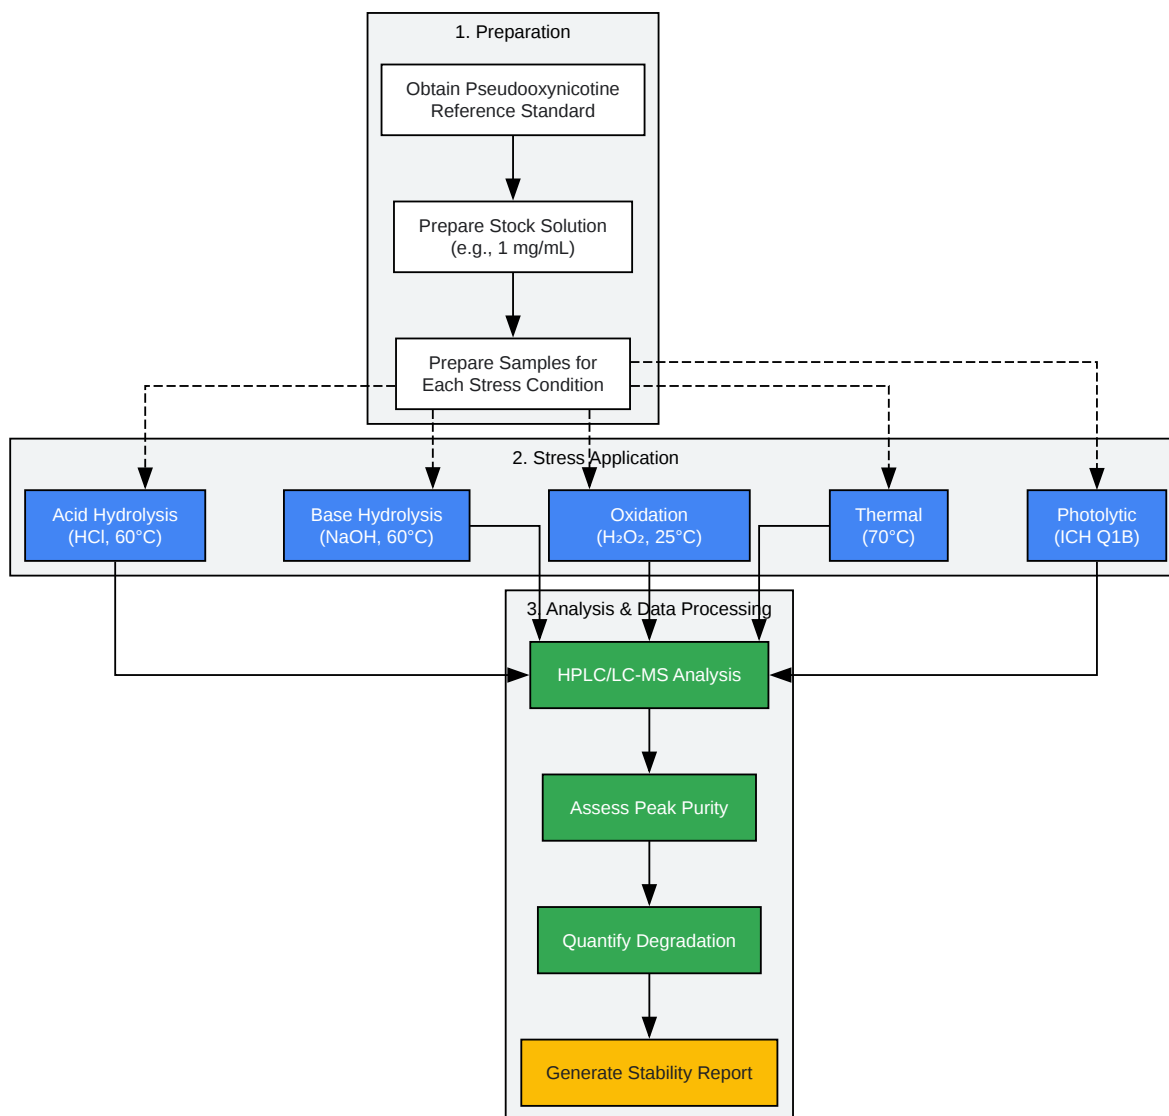 1. Preparation
Obtain Pseudooxynicotine
Reference Standard
Prepare Stock Solution
(e.g., 1 mg/mL)
Prepare Samples for
Each Stress Condition
2. Stress Application
Acid Hydrolysis
(HCl, 60°C)
Base Hydrolysis
(NaOH, 60°C)
Oxidation
(H₂O₂, 25°C)
Thermal
(70°C)
Photolytic
(ICH Q1B)
3. Analysis & Data Processing
HPLC/LC-MS Analysis
Assess Peak Purity
Quantify Degradation
Generate Stability Report